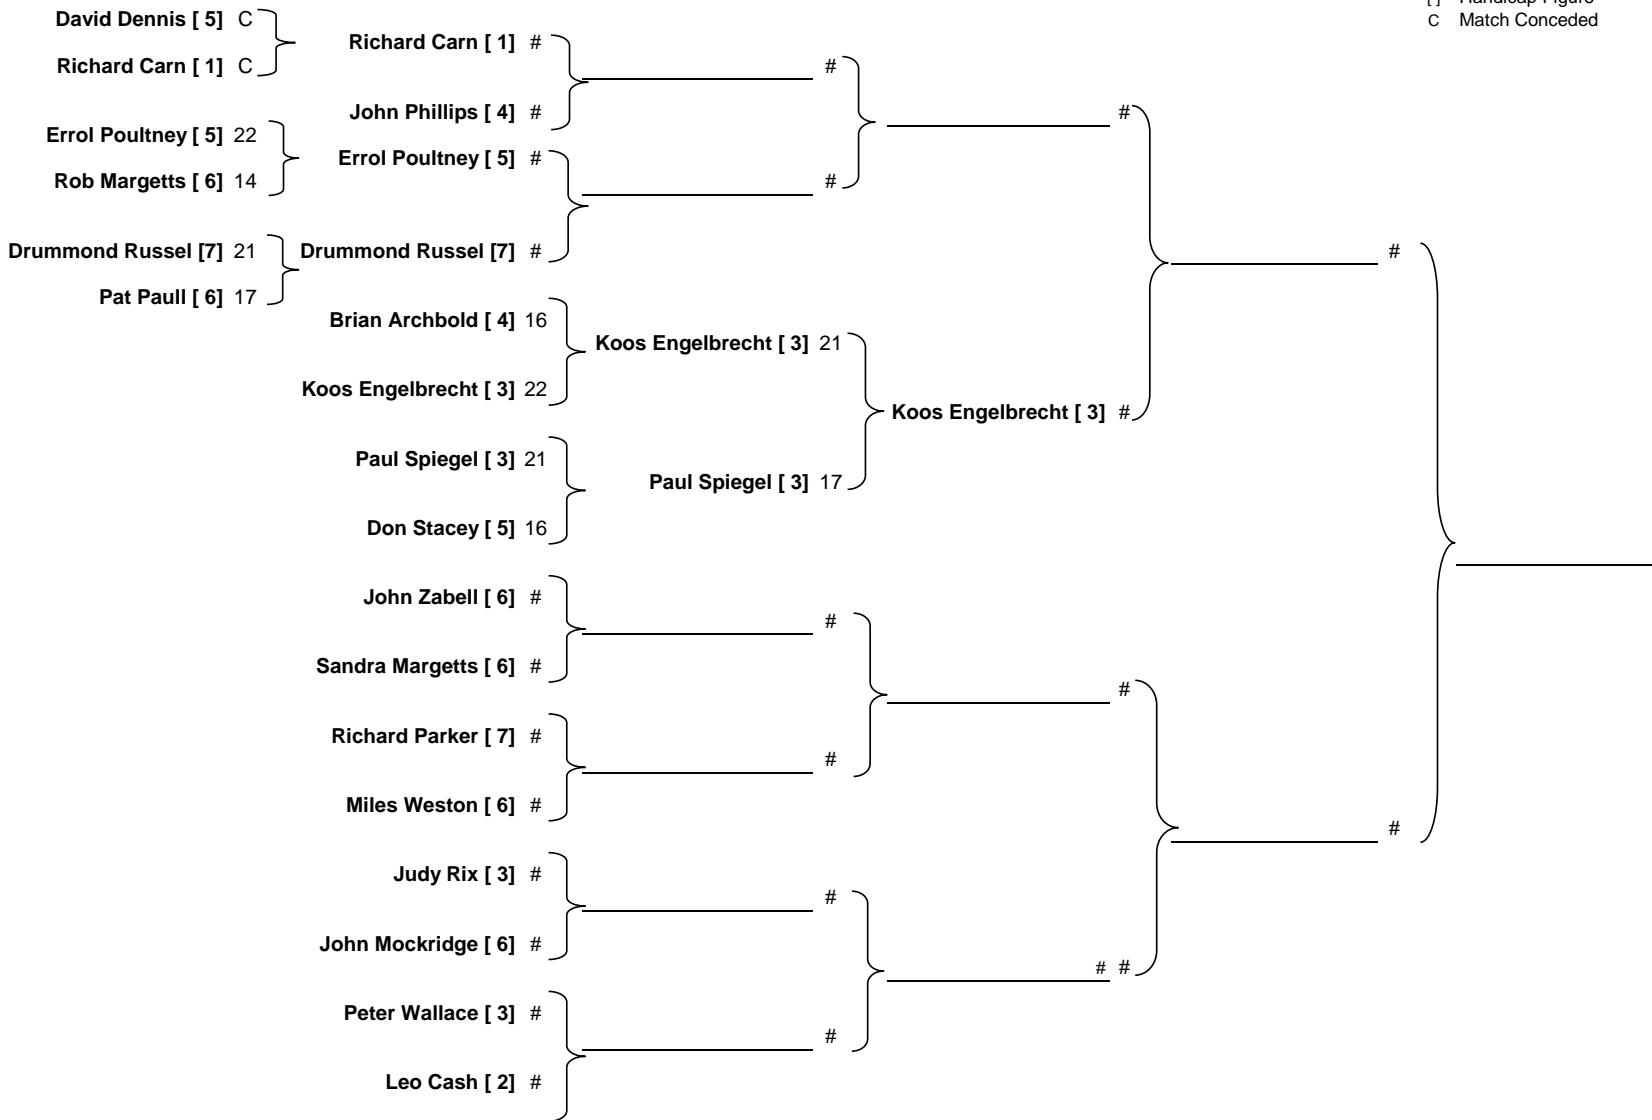 [ ] Handicap Figure
C Match Conceded
David Dennis [ 5] C
Richard Carn [ 1] C
Errol Poultney [ 5] 22
Rob Margetts [ 6] 14
Drummond Russel [7] 21
Pat Paull [ 6] 17
Richard Carn [ 1] #
John Phillips [ 4] #
Errol Poultney [ 5] #
Drummond Russel [7] #
Brian Archbold [ 4] 16
Koos Engelbrecht [ 3] 22
Paul Spiegel [ 3] 21
Don Stacey [ 5] 16
John Zabell [ 6] #
Sandra Margetts [ 6] #
Richard Parker [ 7] #
Miles Weston [ 6] #
Judy Rix [ 3] #
John Mockridge [ 6] #
Peter Wallace [ 3] #
Leo Cash [ 2] #
#
#
Koos Engelbrecht [ 3] 21
Paul Spiegel [ 3] 17
#
#
#
#
#
Koos Engelbrecht [ 3] #
#
# #
#
#